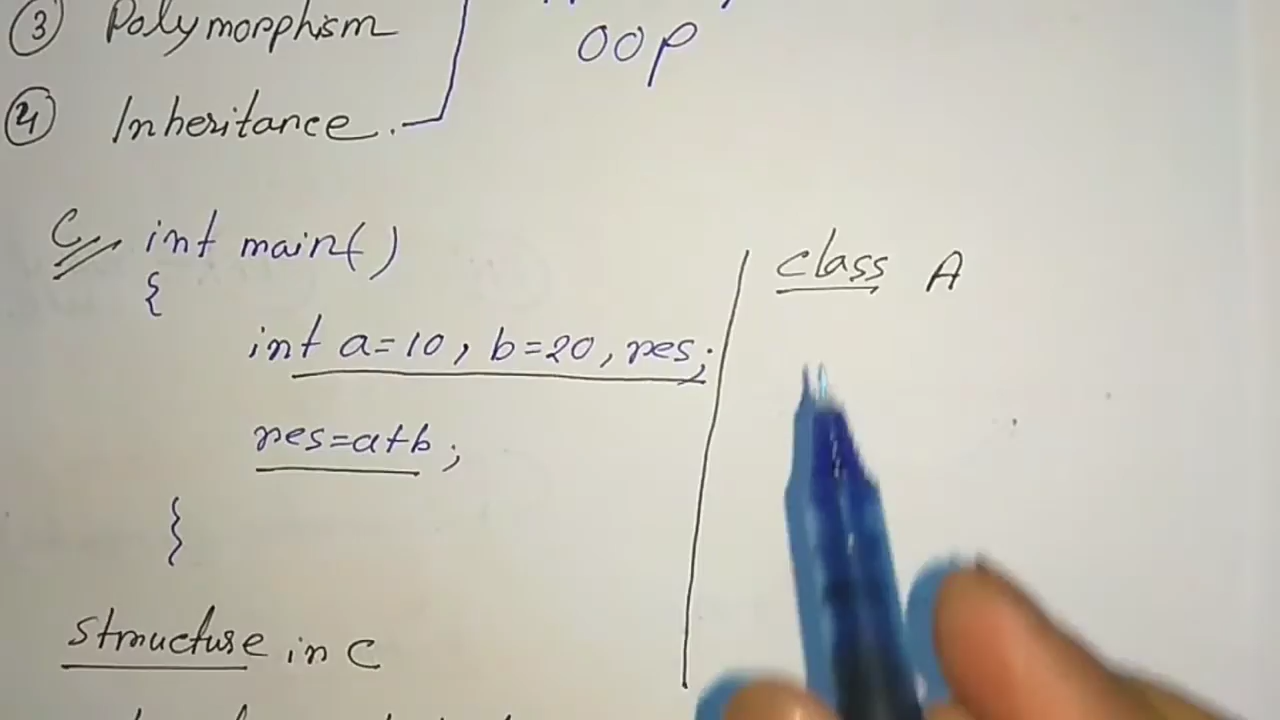 ③ Polymorphism
OOP
④ Inheritance.
C int main()
{
int a=10, b=20, res;
res=a+b;
}
structure in C
class A